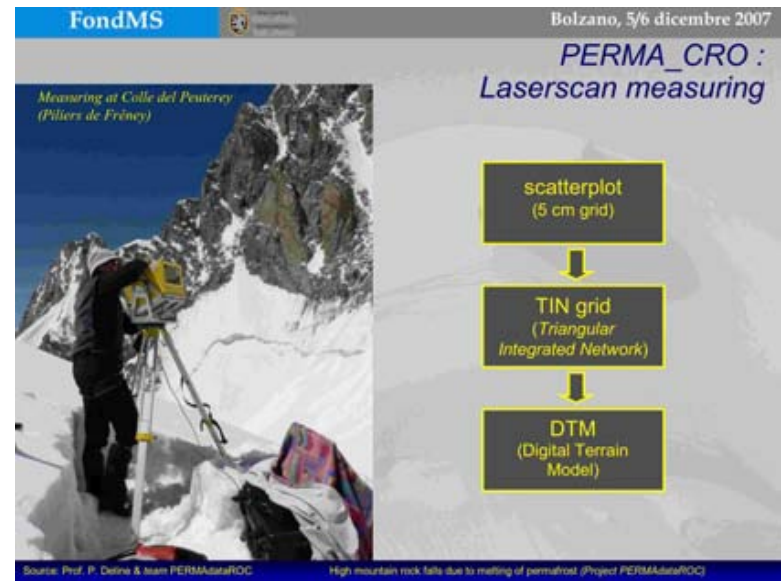 FondMS
Bolzano, 5/6 dicembre 2007
PERMA_CRO :
Laserscan measuring
Measuring at Colle del Peuterey
(Piliers de Frêney)
scatterplot
(5 cm grid)
TIN grid
(Triangular
Integrated Network)
DTM
(Digital Terrain
Model)
Source: Prof. P. Deline & team PERMAdataROC
High mountain rock falls due to melting of permafrost (Project PERMAdataROC)